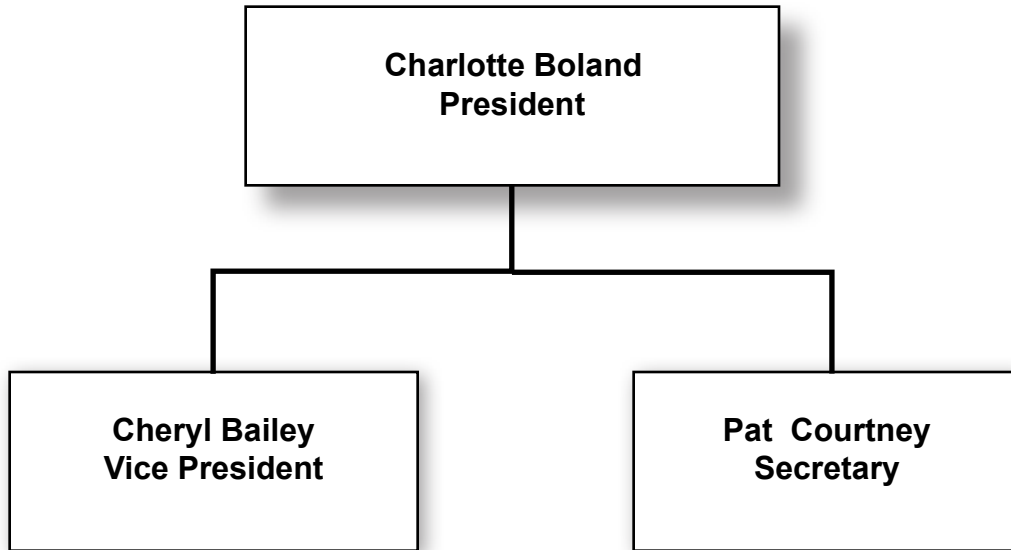 Charlotte Boland
President
Cheryl Bailey
Vice President
Pat Courtney
Secretary